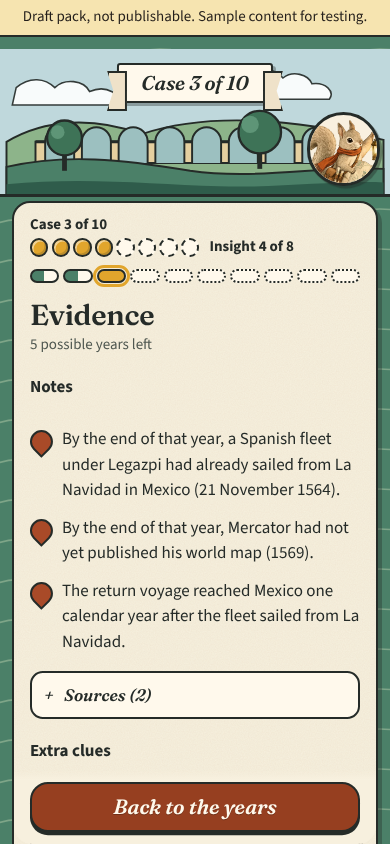 Draft pack, not publishable. Sample content for testing.
Case 3 of 10
Case 3 of 10
Insight 4 of 8
Evidence
5 possible years left
Notes
By the end of that year, a Spanish fleet
under Legazpi had already sailed from La
Navidad in Mexico (21 November 1564).
By the end of that year, Mercator had not
yet published his world map (1569).
The return voyage reached Mexico one
calendar year after the fleet sailed from La
Navidad.
+ Sources (2)
Extra clues
Back to the years